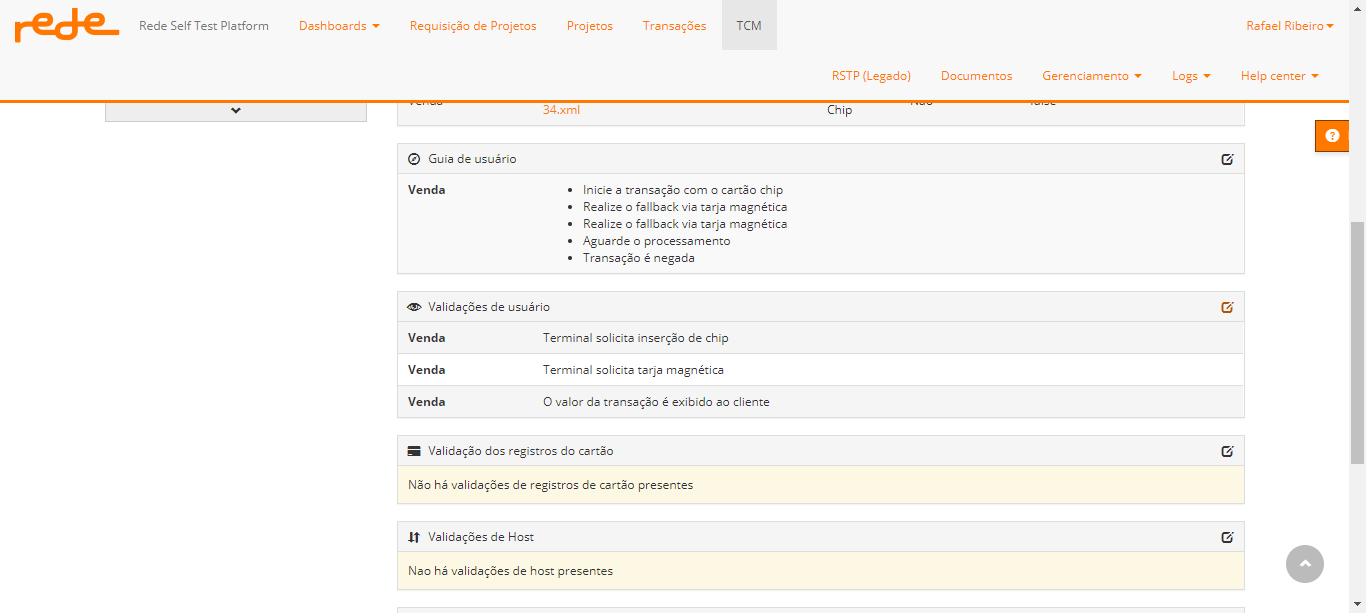 rede Rede Self Test Platform Dashboards Requisição de Projetos Projetos Transações TCM Rafael Ribeiro
RSTP (Legado) Documentos Gerenciamento Logs Help center
Venda 34.xml Chip Não false
Guia de usuário
Venda
Inicie a transação com o cartão chip
Realize o fallback via tarja magnética
Realize o fallback via tarja magnética
Aguarde o processamento
Transação é negada
Validações de usuário
Venda Terminal solicita inserção de chip
Venda Terminal solicita tarja magnética
Venda O valor da transação é exibido ao cliente
Validação dos registros do cartão
Não há validações de registros de cartão presentes
Validações de Host
Nao há validações de host presentes